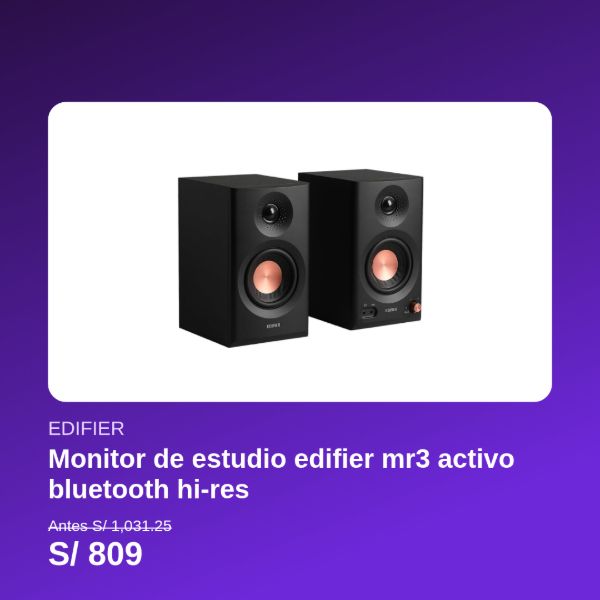 EDIFIER
Monitor de estudio edifier mr3 activo
bluetooth hi-res
Antes S/ 1,031.25
S/ 809